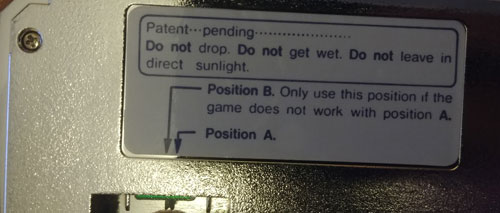 Patent···pending······················
Do not drop. Do not get wet. Do not leave in
direct sunlight.
Position B. Only use this position if the
game does not work with position A.
Position A.